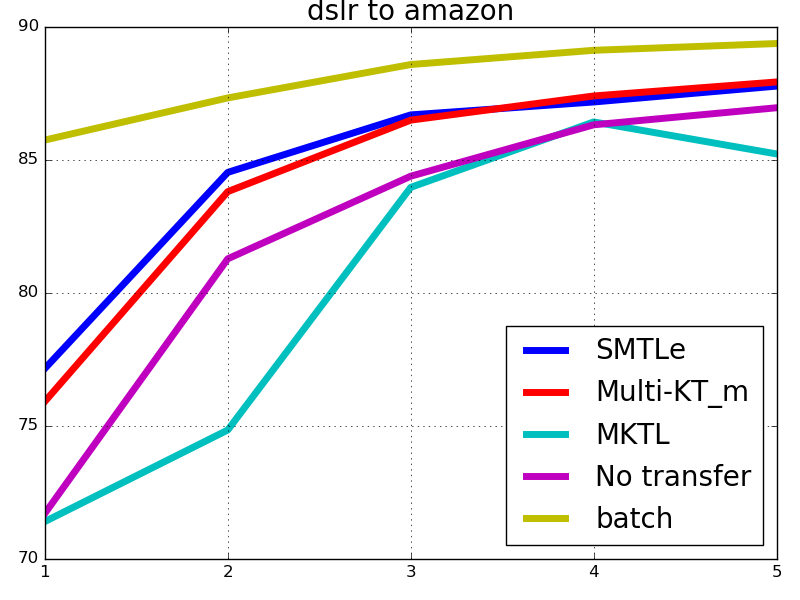 dslr to amazon
90
85
80
75
70
1 2 3 4 5
SMTLe
Multi-KT_m
MKTL
No transfer
batch